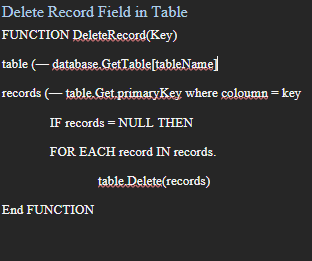 Delete Record Field in Table
FUNCTION DeleteRecord(Key)
table (— database.GetTable[tableName]
records (— table.Get.primaryKey where coloumn = key
IF records = NULL THEN
FOR EACH record IN records.
table.Delete(records)
End FUNCTION